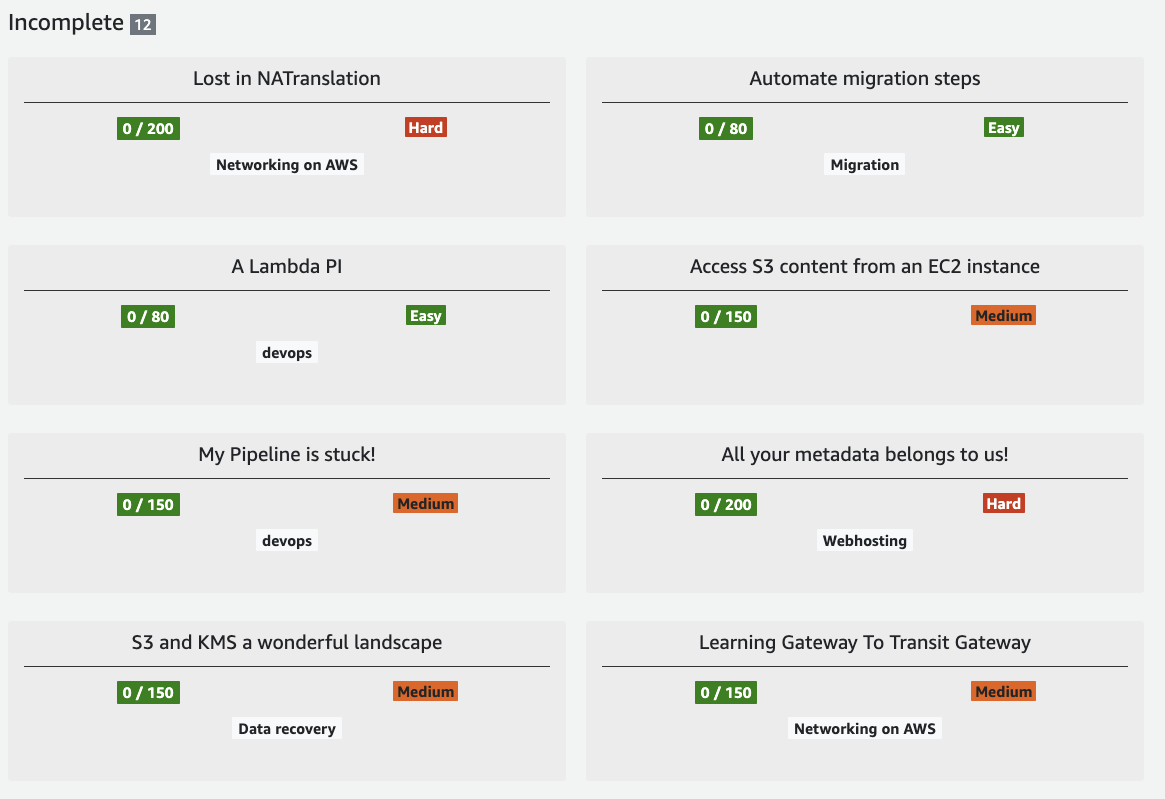 Incomplete 12
Lost in NATranslation
0 / 200 Hard
Networking on AWS
Automate migration steps
0 / 80 Easy
Migration
A Lambda PI
0 / 80 Easy
devops
Access S3 content from an EC2 instance
0 / 150 Medium
My Pipeline is stuck!
0 / 150 Medium
devops
All your metadata belongs to us!
0 / 200 Hard
Webhosting
S3 and KMS a wonderful landscape
0 / 150 Medium
Data recovery
Learning Gateway To Transit Gateway
0 / 150 Medium
Networking on AWS